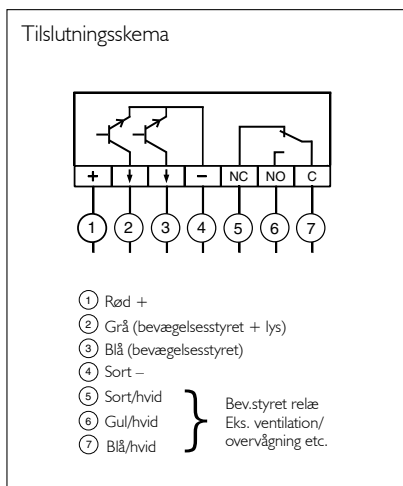 Tilslutningsskema
+ – NC NO C
1 2 3 4 5 6 7
1 Rød +
2 Grå (bevægelsesstyret + lys)
3 Blå (bevægelsesstyret)
4 Sort –
5 Sort/hvid
6 Gul/hvid
7 Blå/hvid
Bev.styret relæ
Eks. ventilation/
overvågning etc.